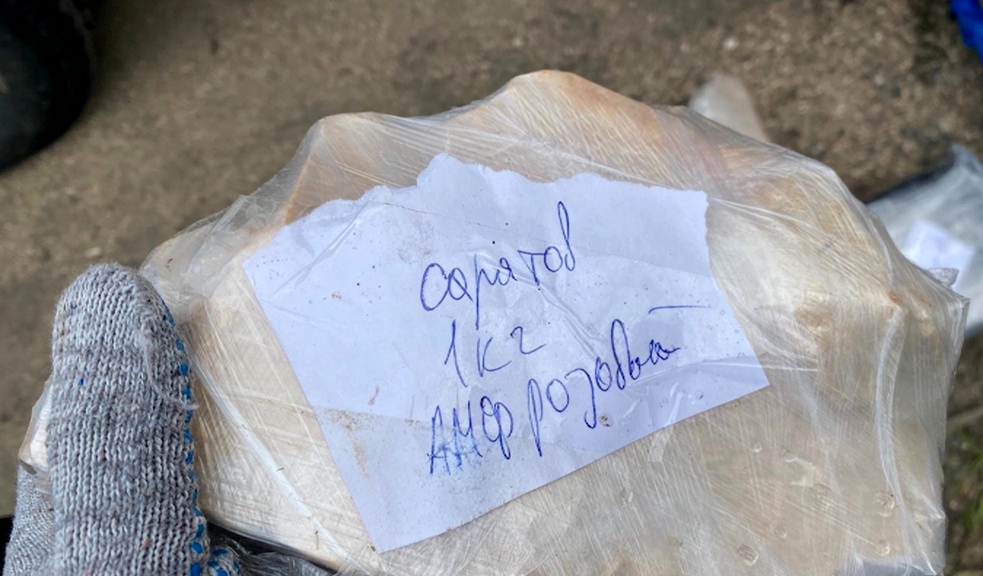 Саратов
1кг
АМФ розовый